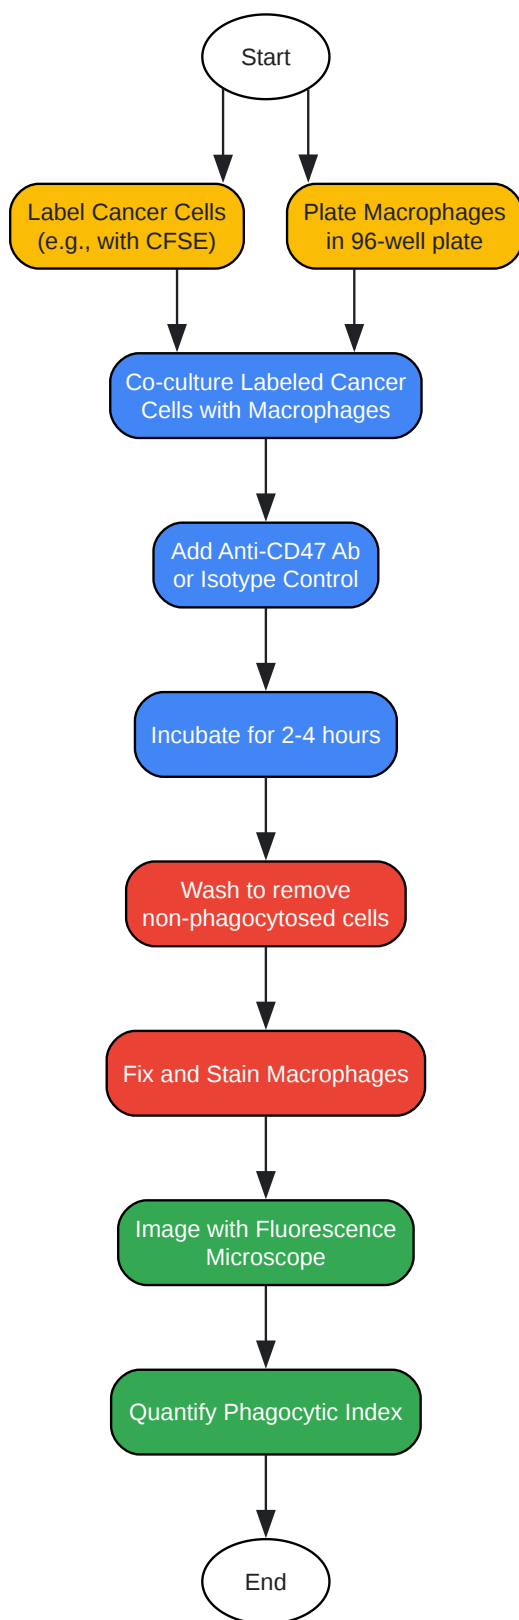 Start
Label Cancer Cells
(e.g., with CFSE)
Plate Macrophages
in 96-well plate
Co-culture Labeled Cancer
Cells with Macrophages
Add Anti-CD47 Ab
or Isotype Control
Incubate for 2-4 hours
Wash to remove
non-phagocytosed cells
Fix and Stain Macrophages
Image with Fluorescence
Microscope
Quantify Phagocytic Index
End